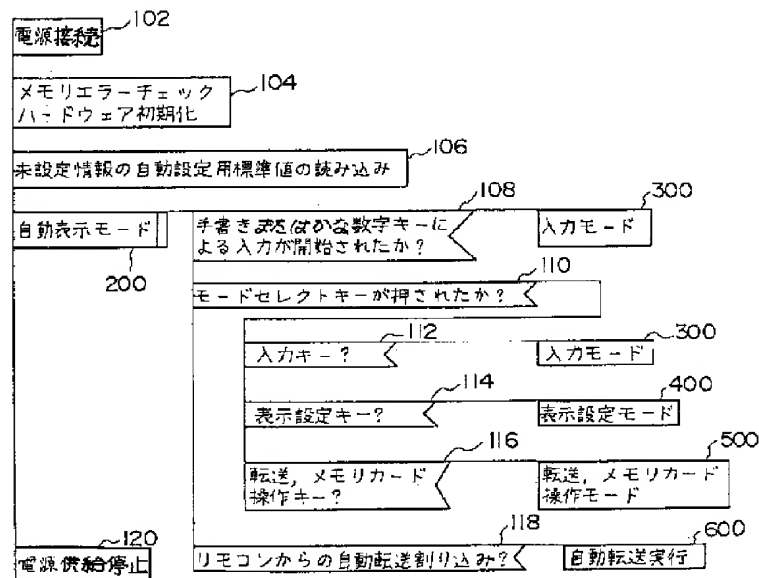 102
電源接続
104
メモリエラーチェック
ハードウェア初期化
106
未設定情報の自動設定用標準値の読み込み
108
300
自動表示モード
手書きまたはかな数字キーに
よる入力が開始されたか?
入力モード
200
110
モードセレクトキーが押されたか?
112
300
入力キー?
入力モード
114
400
表示設定キー?
表示設定モード
116
500
転送,メモリカード
操作キー?
転送,メモリカード
操作モード
118
600
120
電源供給停止
リモコンからの自動転送割り込み?
自動転送実行